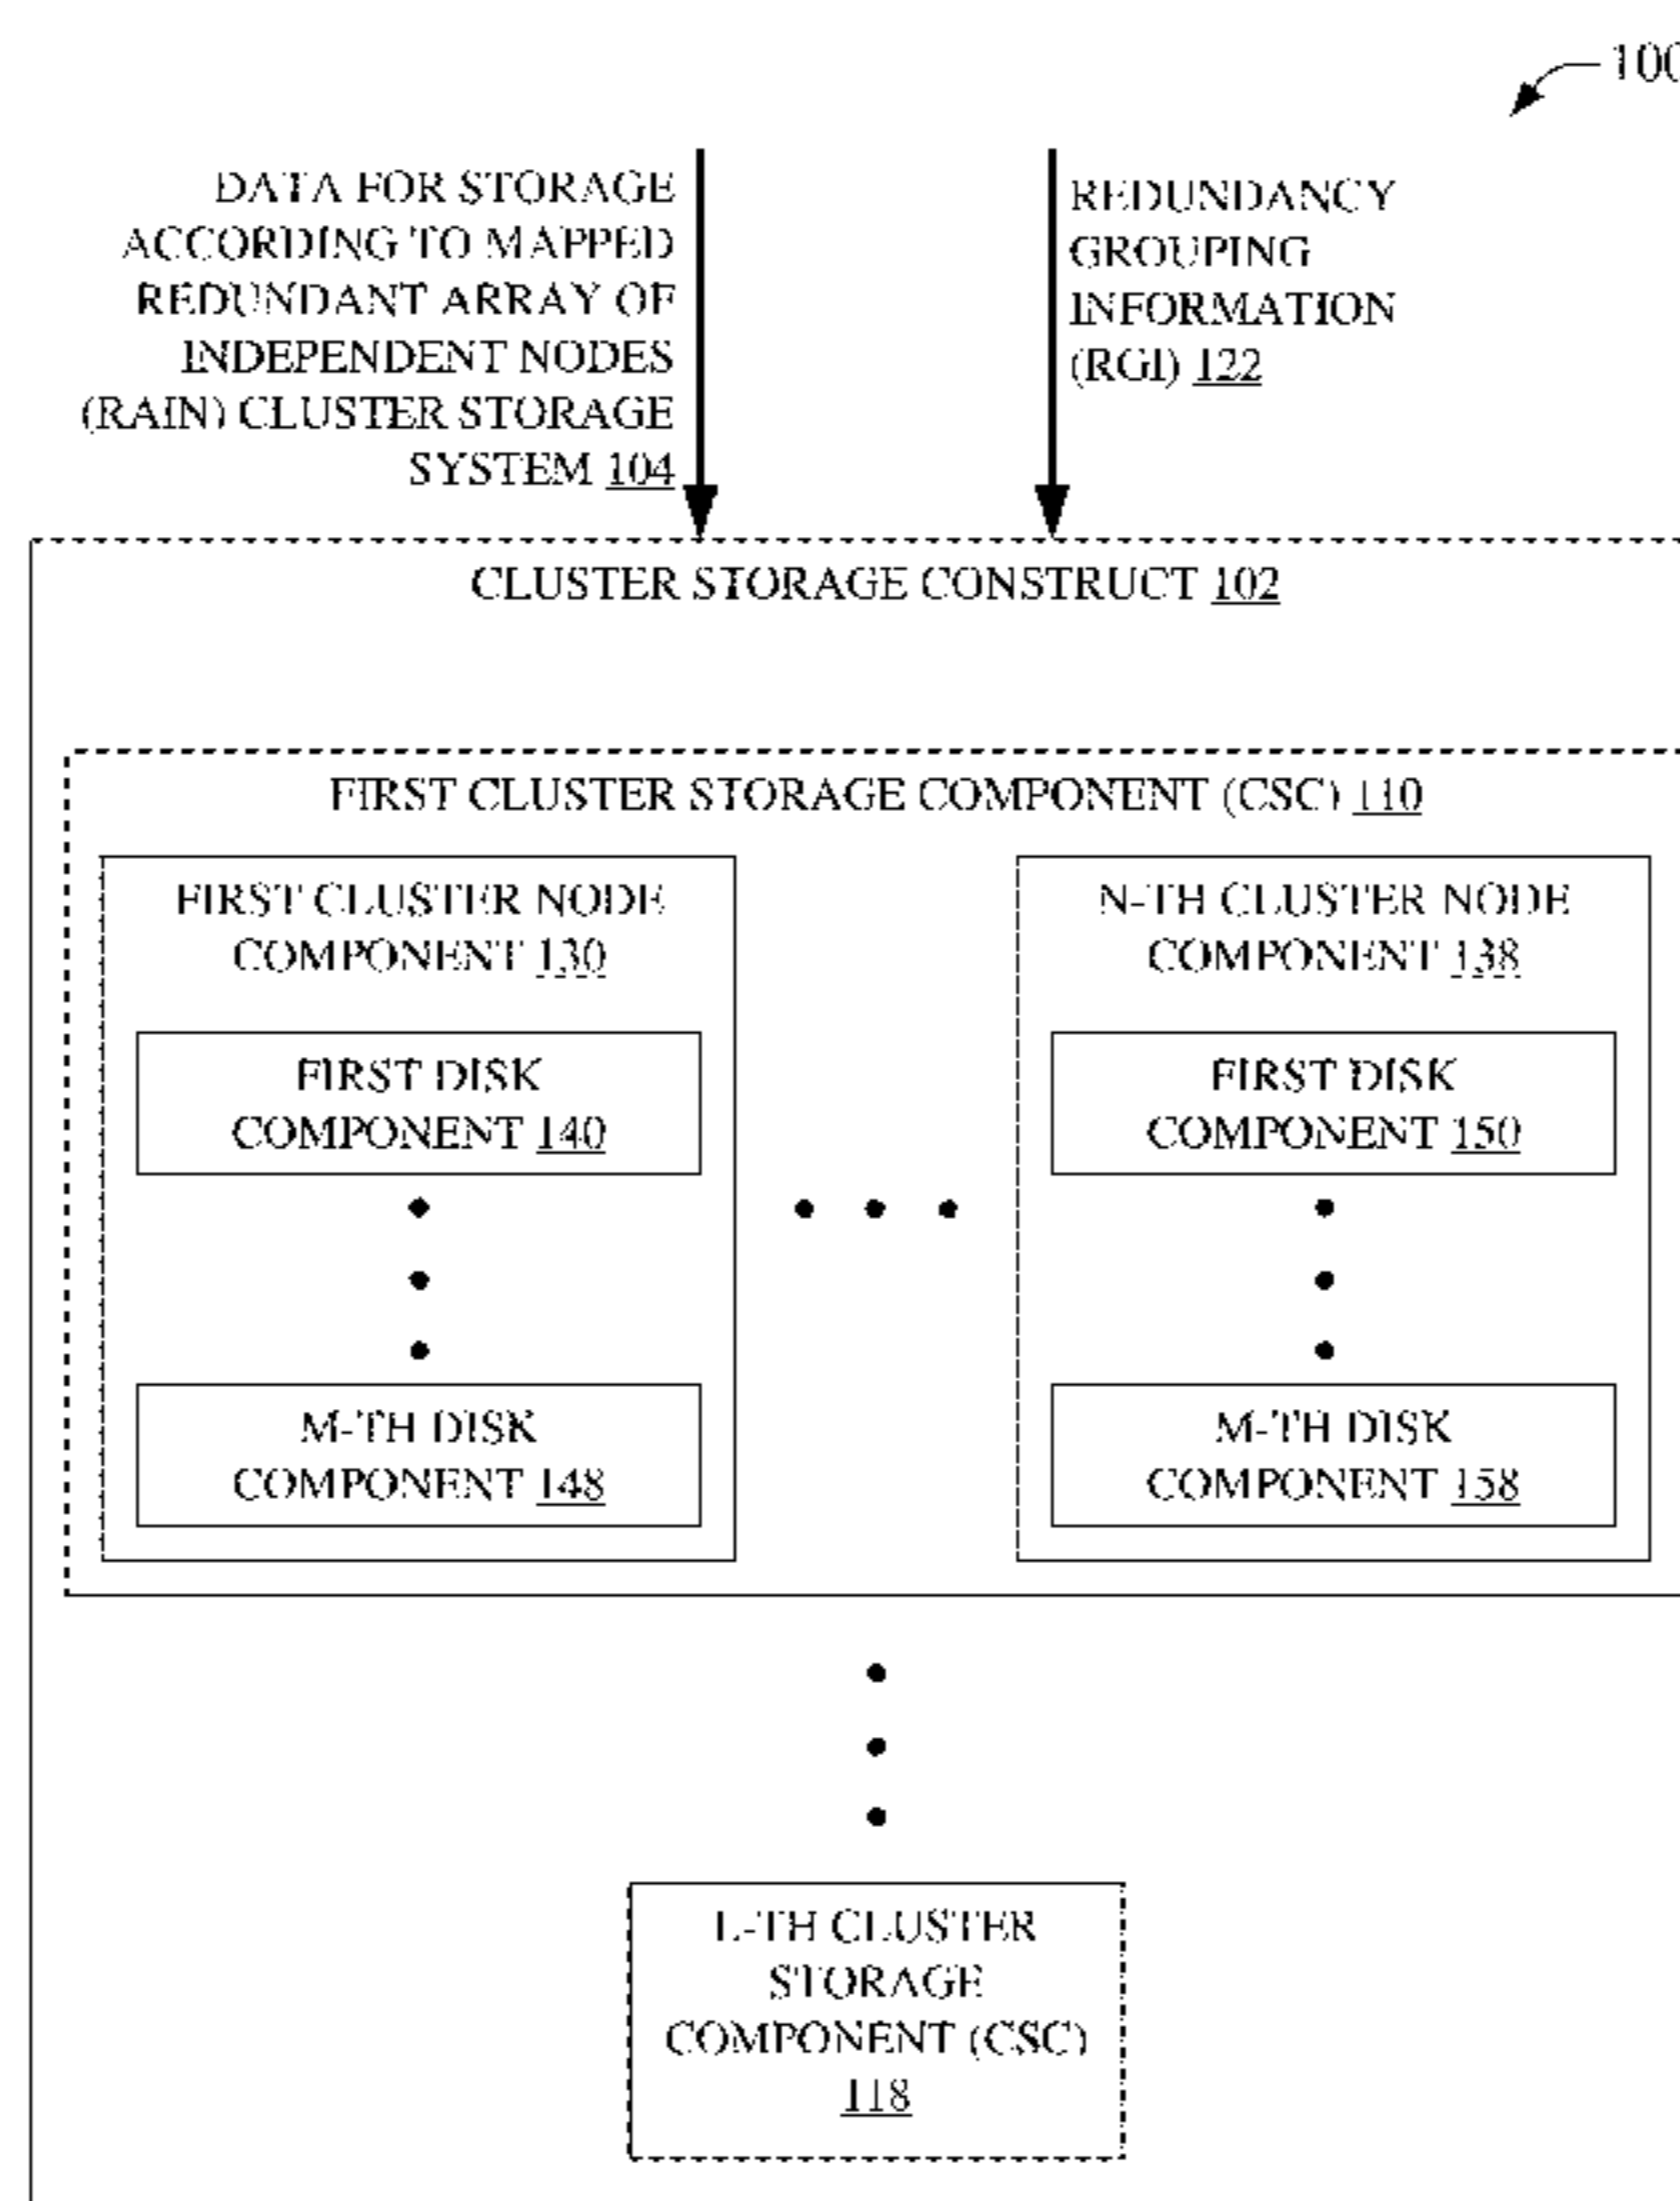 100
DATA FOR STORAGE
ACCORDING TO MAPPED
REDUNDANT ARRAY OF
INDEPENDENT NODES
(RAIN) CLUSTER STORAGE
SYSTEM 104
REDUNDANCY
GROUPING
INFORMATION
(RGI) 122
CLUSTER STORAGE CONSTRUCT 102
FIRST CLUSTER STORAGE COMPONENT (CSC) 110
FIRST CLUSTER NODE
COMPONENT 130
FIRST DISK
COMPONENT 140
M-TH DISK
COMPONENT 148
N-TH CLUSTER NODE
COMPONENT 138
FIRST DISK
COMPONENT 150
M-TH DISK
COMPONENT 158
L-TH CLUSTER
STORAGE
COMPONENT (CSC)
118